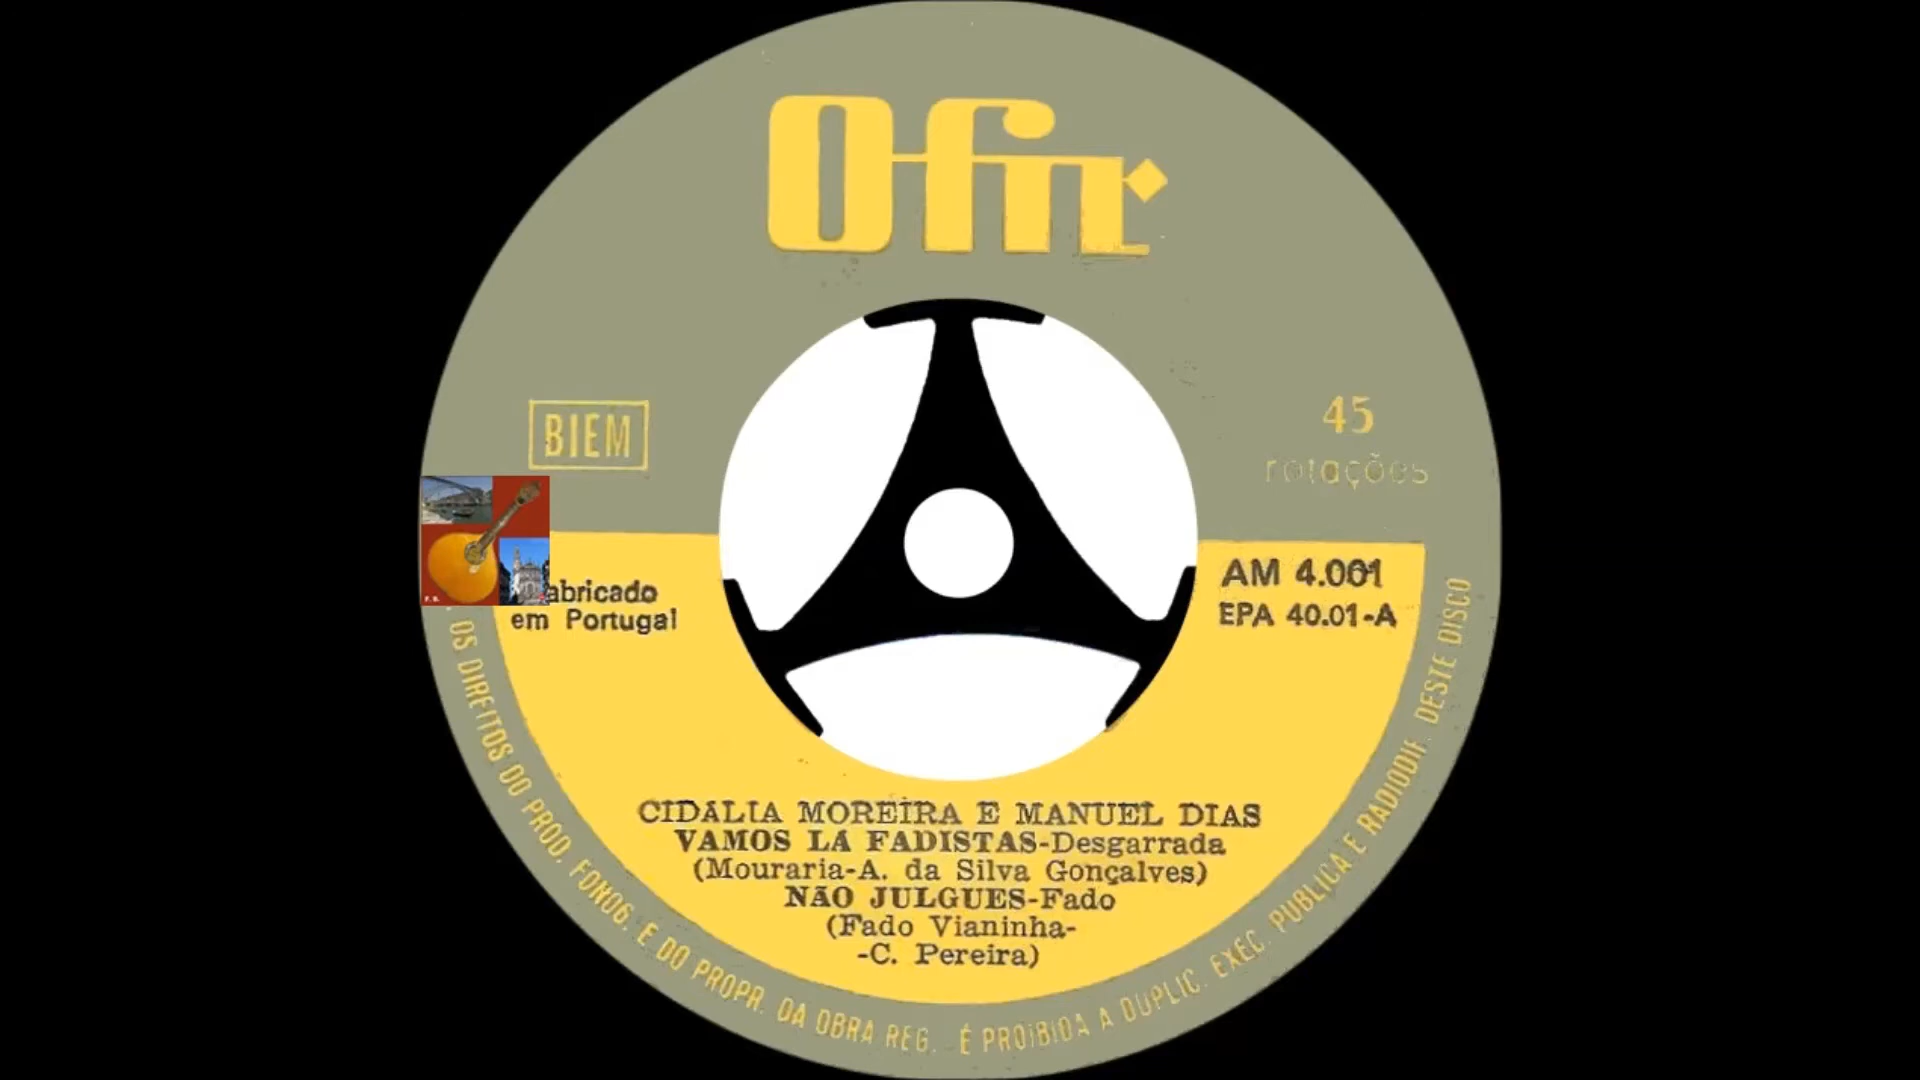 Ofir
BIEM
45
rotações
abricado
em Portugal
AM 4.001
EPA 40.01-A
CIDÁLIA MOREIRA E MANUEL DIAS
VAMOS LÁ FADISTAS-Desgarrada
(Mouraria-A. da Silva Gonçalves)
NÃO JULGUES-Fado
(Fado Vianinha-
-C. Pereira)
OS DIREITOS DO PROD. FONOG. E DO PROPR. DA OBRA REG. É PROIBIDA A DUPLIC. EXEC. PUBLICA E RADIODIF. DESTE DISCO